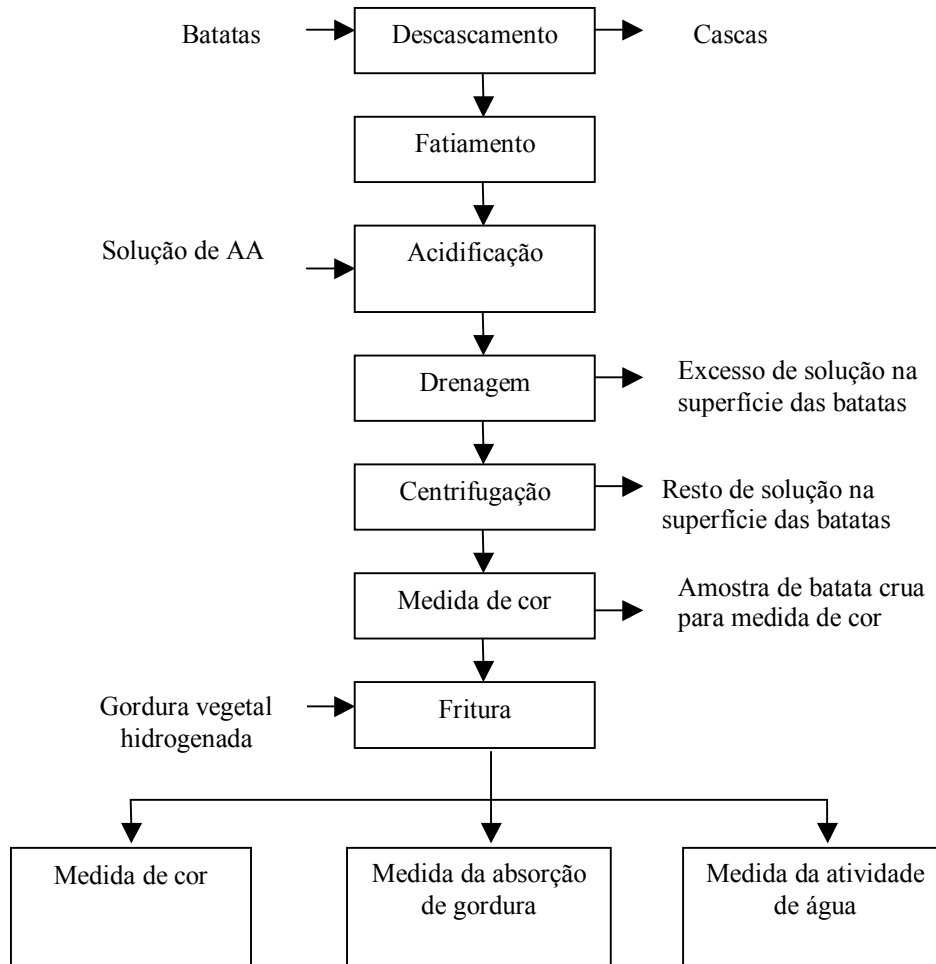 Batatas
Descascamento
Cascas
Fatiamento
Solução de AA
Acidificação
Drenagem
Excesso de solução na
superfície das batatas
Centrifugação
Resto de solução na
superfície das batatas
Medida de cor
Amostra de batata crua
para medida de cor
Gordura vegetal
hidrogenada
Fritura
Medida de cor
Medida da absorção
de gordura
Medida da atividade
de água